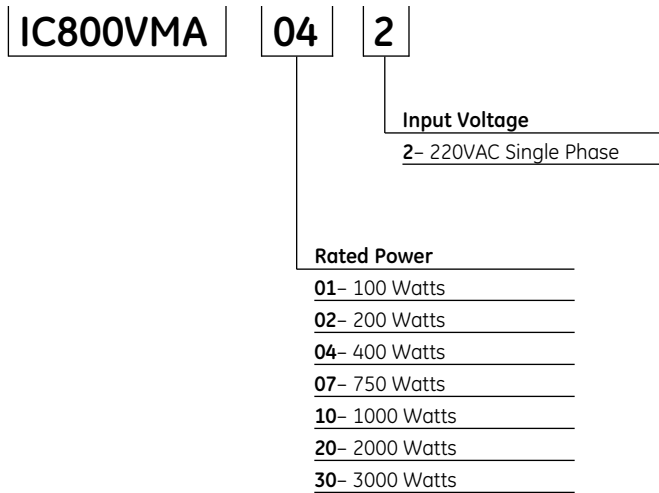 IC800VMA 04 2
Input Voltage
2– 220VAC Single Phase
Rated Power
01– 100 Watts
02– 200 Watts
04– 400 Watts
07– 750 Watts
10– 1000 Watts
20– 2000 Watts
30– 3000 Watts